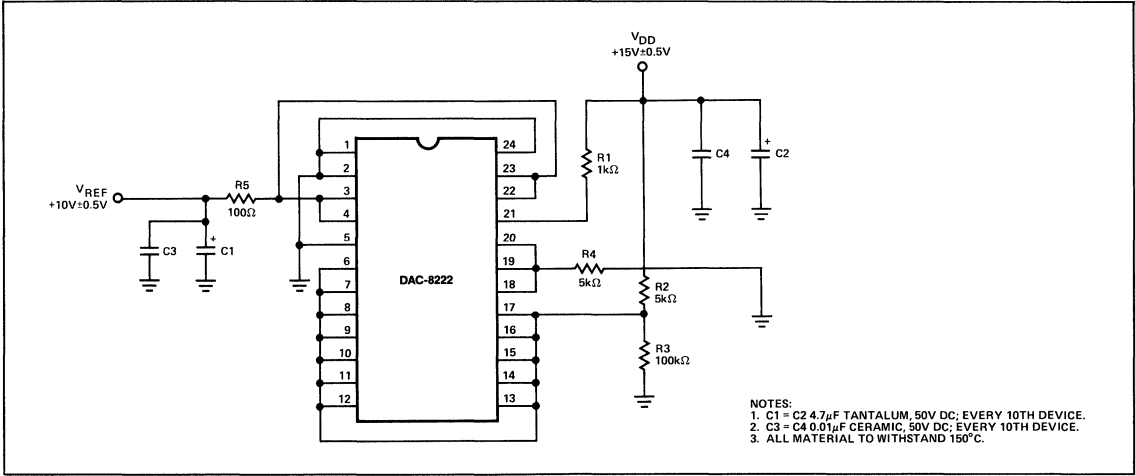 VDD
+15V±0.5V
VREF
+10V±0.5V
R5
100Ω
C3
+
C1
1
2
3
4
5
6
7
8
9
10
11
12
DAC-8222
24
23
22
21
20
19
18
17
16
15
14
13
R1
1kΩ
C4
+
C2
R4
5kΩ
R2
5kΩ
R3
100kΩ
NOTES:
1. C1 = C2 4.7μF TANTALUM, 50V DC; EVERY 10TH DEVICE.
2. C3 = C4 0.01μF CERAMIC, 50V DC; EVERY 10TH DEVICE.
3. ALL MATERIAL TO WITHSTAND 150°C.